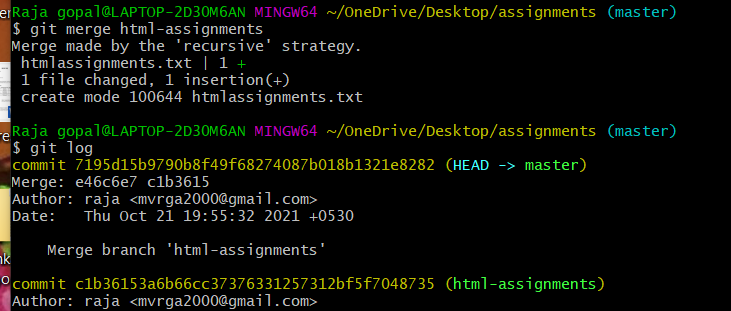 Raja gopal@LAPTOP-2D3OM6AN MINGW64 ~/OneDrive/Desktop/assignments (master)
$ git merge html-assignments
Merge made by the 'recursive' strategy.
 htmlassignments.txt | 1 +
 1 file changed, 1 insertion(+)
 create mode 100644 htmlassignments.txt

Raja gopal@LAPTOP-2D3OM6AN MINGW64 ~/OneDrive/Desktop/assignments (master)
$ git log
commit 7195d15b9790b8f49f68274087b018b1321e8282 (HEAD -> master)
Merge: e46c6e7 c1b3615
Author: raja <mvrga2000@gmail.com>
Date:   Thu Oct 21 19:55:32 2021 +0530

    Merge branch 'html-assignments'

commit c1b36153a6b66cc37376331257312bf5f7048735 (html-assignments)
Author: raja <mvrga2000@gmail.com>